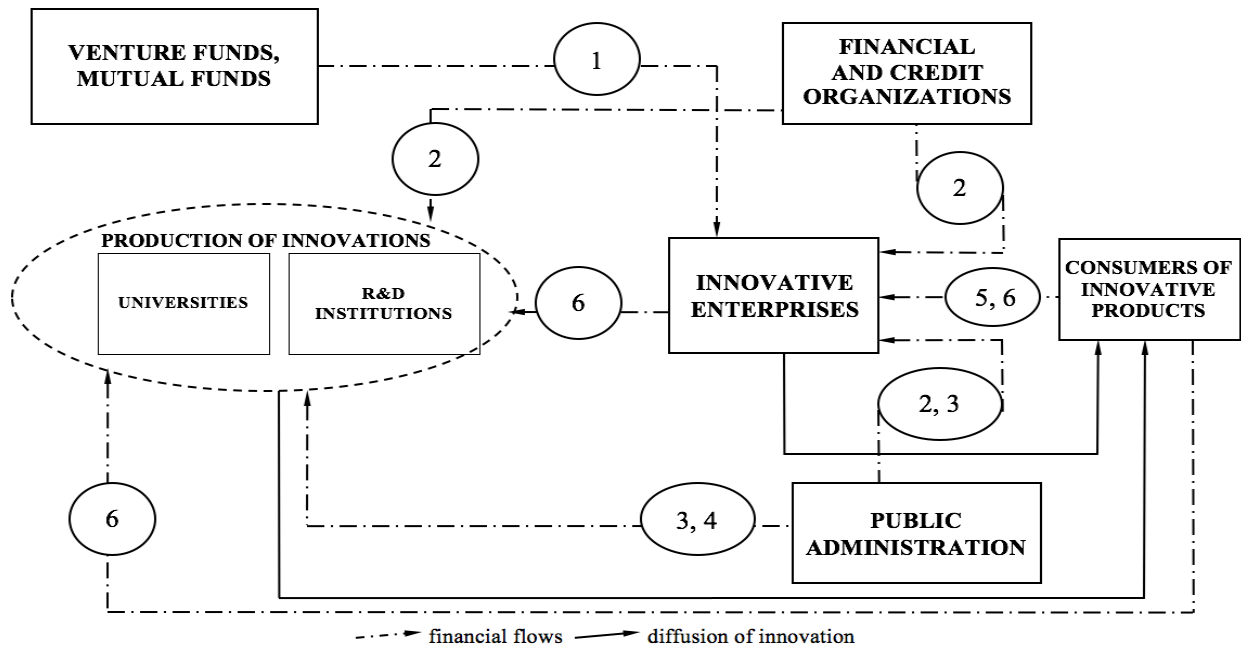 VENTURE FUNDS,
MUTUAL FUNDS
1
FINANCIAL
AND CREDIT
ORGANIZATIONS
2
2
PRODUCTION OF INNOVATIONS
UNIVERSITIES
R&D
INSTITUTIONS
6
INNOVATIVE
ENTERPRISES
5, 6
CONSUMERS OF
INNOVATIVE
PRODUCTS
2, 3
6
3, 4
PUBLIC
ADMINISTRATION
financial flows
diffusion of innovation